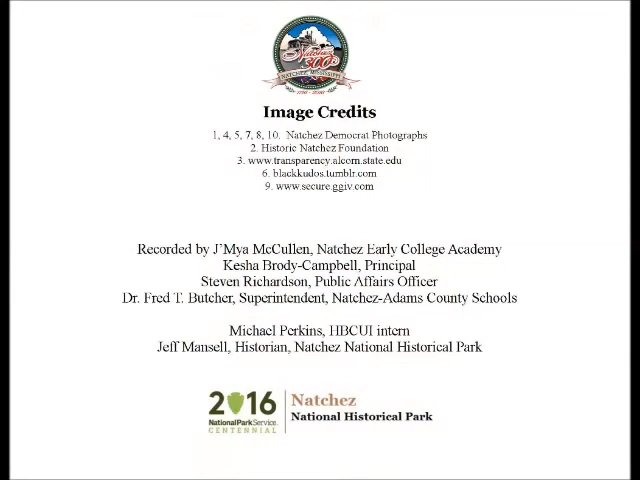 Natchez
300
NATCHEZ, MISSISSIPPI
Image Credits
1, 4, 5, 7, 8, 10. Natchez Democrat Photographs
2. Historic Natchez Foundation
3. www.transparency.alcorn.state.edu
6. blackkudos.tumblr.com
9. www.secure.ggiv.com
Recorded by J'Mya McCullen, Natchez Early College Academy
Kesha Brody-Campbell, Principal
Steven Richardson, Public Affairs Officer
Dr. Fred T. Butcher, Superintendent, Natchez-Adams County Schools
Michael Perkins, HBCUI intern
Jeff Mansell, Historian, Natchez National Historical Park
2016
National Park Service
CENTENNIAL
Natchez
National Historical Park